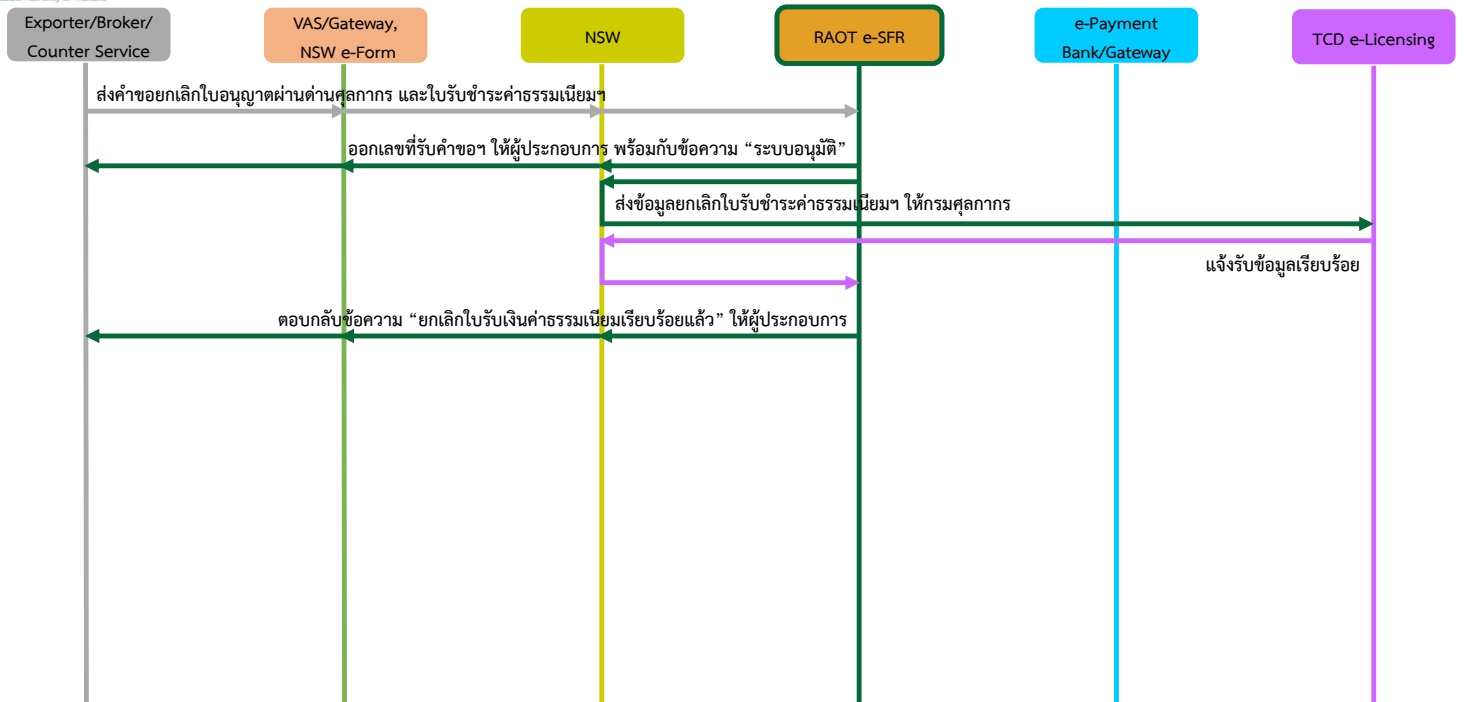 Exporter/Broker/
Counter Service
VAS/Gateway,
NSW e-Form
NSW
RAOT e-SFR
e-Payment
Bank/Gateway
TCD e-Licensing
ส่งคำขอยกเลิกใบอนุญาตผ่านด่านศุลกากร และใบรับชำระค่าธรรมเนียมฯ
ออกเลขที่รับคำขอฯ ให้ผู้ประกอบการ พร้อมกับข้อความ “ระบบอนุมัติ”
ส่งข้อมูลยกเลิกใบรับชำระค่าธรรมเนียมฯ ให้กรมศุลกากร
แจ้งรับข้อมูลเรียบร้อย
ตอบกลับข้อความ “ยกเลิกใบรับเงินค่าธรรมเนียมเรียบร้อยแล้ว” ให้ผู้ประกอบการ